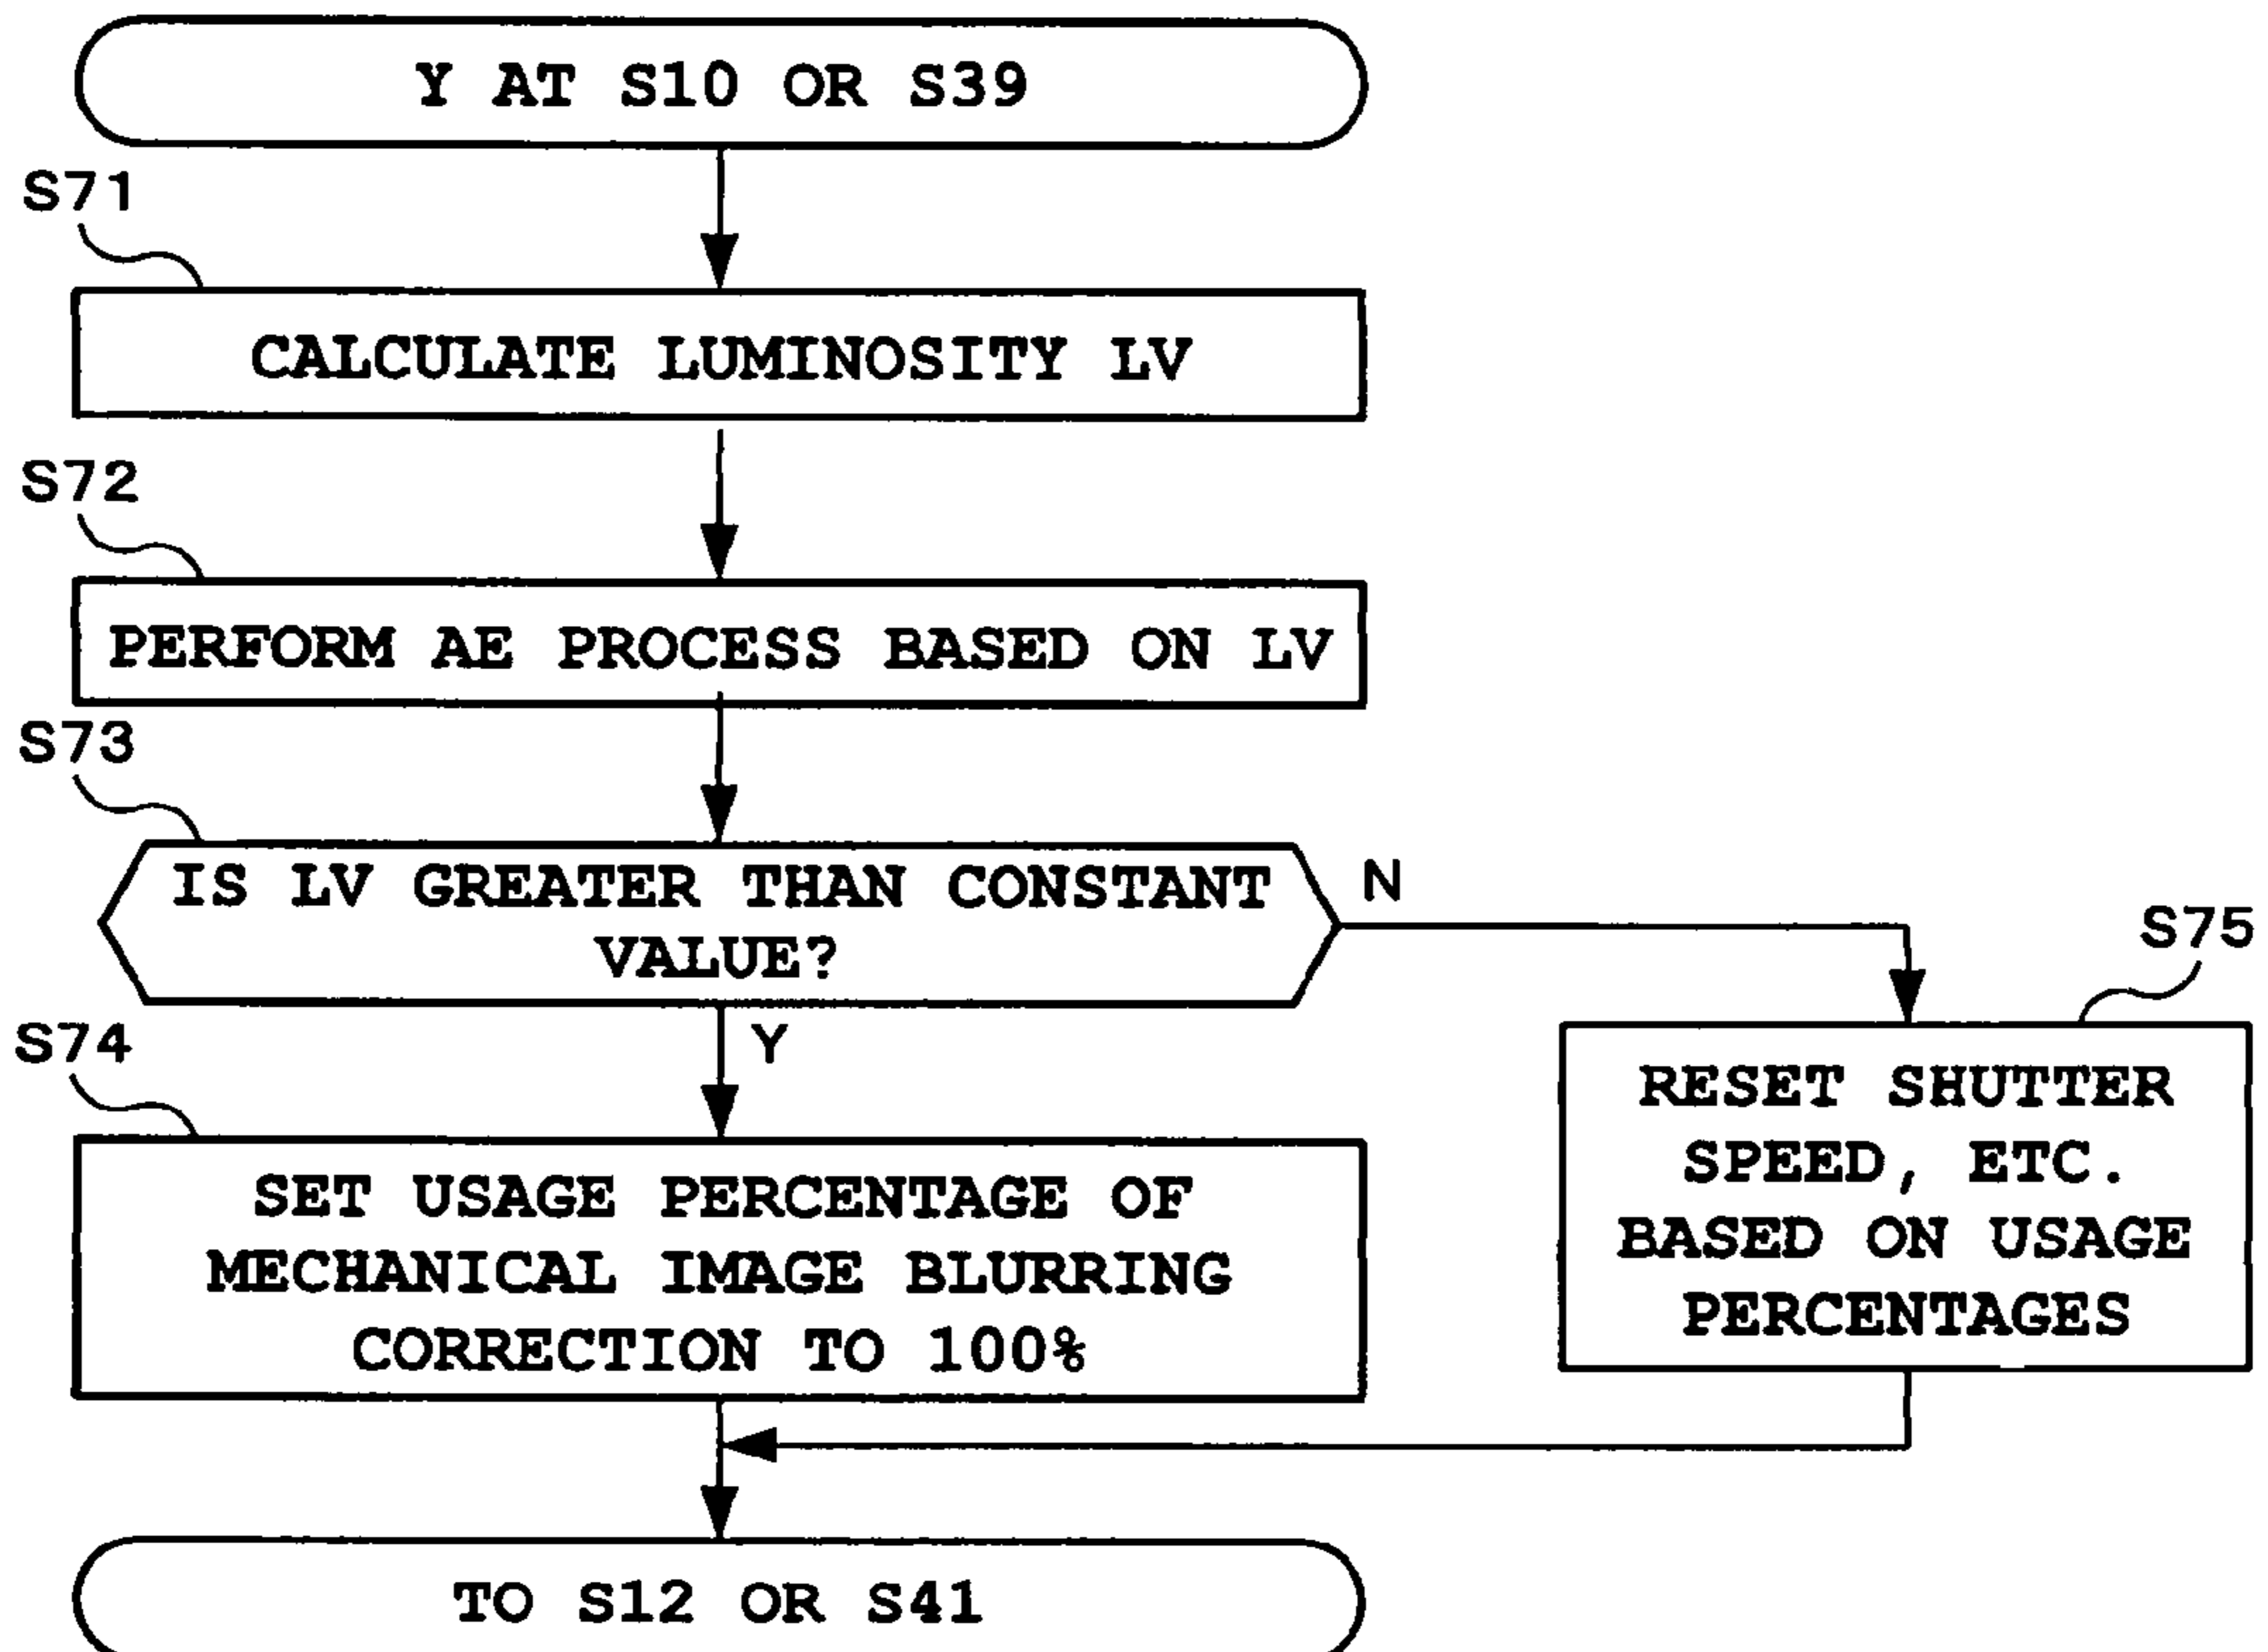 Y AT S10 OR S39
S71
CALCULATE LUMINOSITY LV
S72
PERFORM AE PROCESS BASED ON LV
S73
IS LV GREATER THAN CONSTANT
VALUE?
N
Y
S74
SET USAGE PERCENTAGE OF
MECHANICAL IMAGE BLURRING
CORRECTION TO 100%
S75
RESET SHUTTER
SPEED, ETC.
BASED ON USAGE
PERCENTAGES
TO S12 OR S41